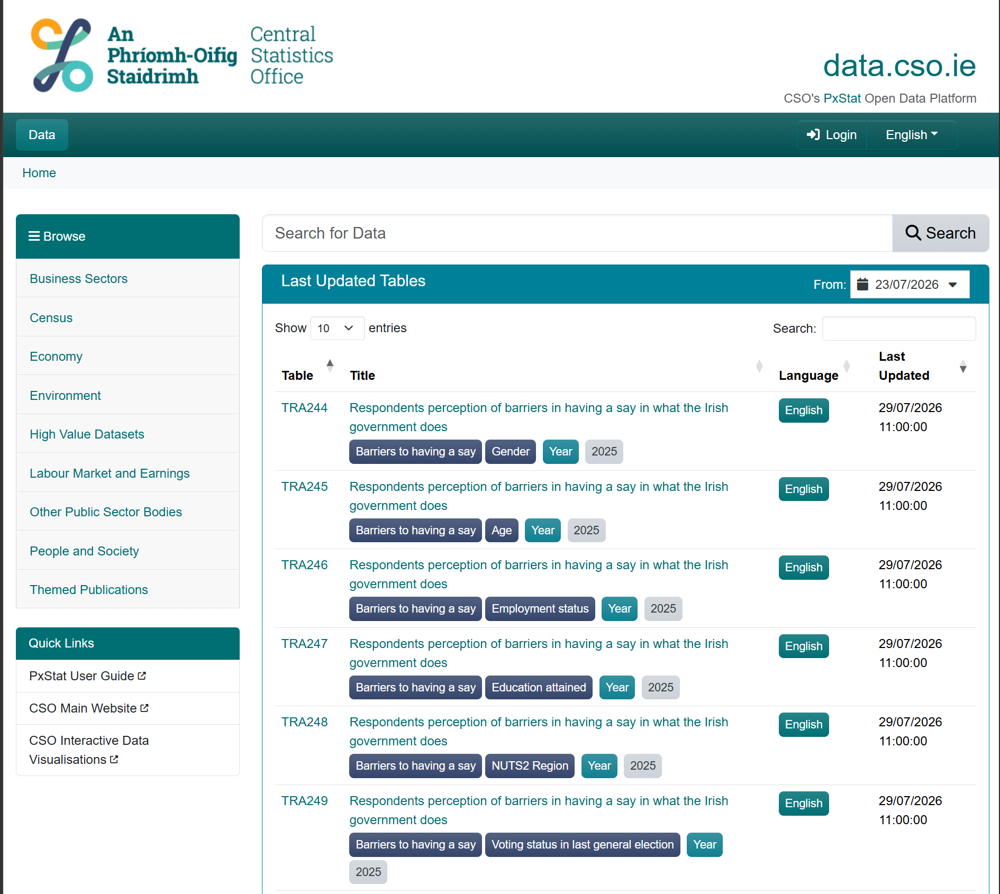 An
Phríomh-Oifig
Staidrimh
Central
Statistics
Office
data.cso.ie
CSO's PxStat Open Data Platform
Data
Login
English
Home
Browse
Business Sectors
Census
Economy
Environment
High Value Datasets
Labour Market and Earnings
Other Public Sector Bodies
People and Society
Themed Publications
Quick Links
PxStat User Guide
CSO Main Website
CSO Interactive Data
Visualisations
Search for Data
Search
Last Updated Tables
From: 23/07/2026
Show 10 entries
Search:
Table Title Language Last
Updated
TRA244 Respondents perception of barriers in having a say in what the Irish English 29/07/2026
government does 11:00:00
Barriers to having a say Gender Year 2025
TRA245 Respondents perception of barriers in having a say in what the Irish English 29/07/2026
government does 11:00:00
Barriers to having a say Age Year 2025
TRA246 Respondents perception of barriers in having a say in what the Irish English 29/07/2026
government does 11:00:00
Barriers to having a say Employment status Year 2025
TRA247 Respondents perception of barriers in having a say in what the Irish English 29/07/2026
government does 11:00:00
Barriers to having a say Education attained Year 2025
TRA248 Respondents perception of barriers in having a say in what the Irish English 29/07/2026
government does 11:00:00
Barriers to having a say NUTS2 Region Year 2025
TRA249 Respondents perception of barriers in having a say in what the Irish English 29/07/2026
government does 11:00:00
Barriers to having a say Voting status in last general election Year
2025